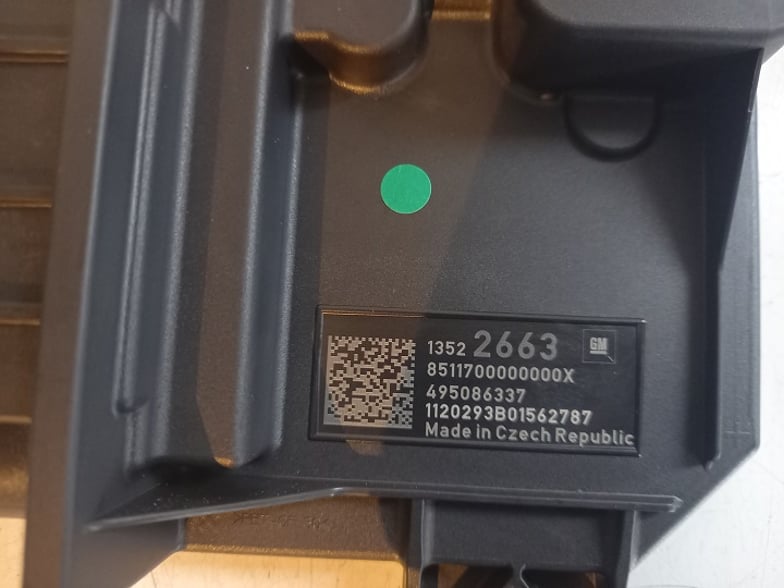 1352 2663 GM
8511700000000X
495086337
1120293B01562787
Made in Czech Republic